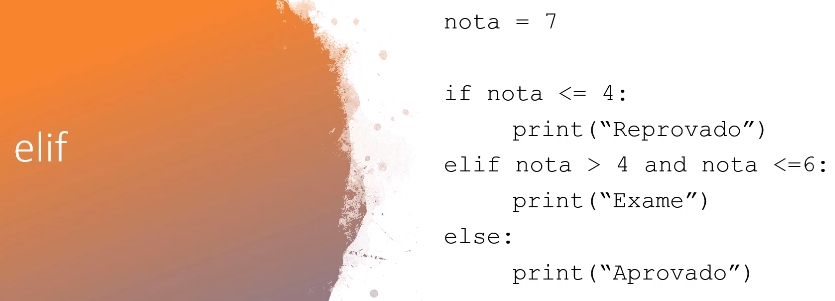 elif
nota = 7
if nota <= 4:
print(“Reprovado”)
elif nota > 4 and nota <=6:
print(“Exame”)
else:
print(“Aprovado”)